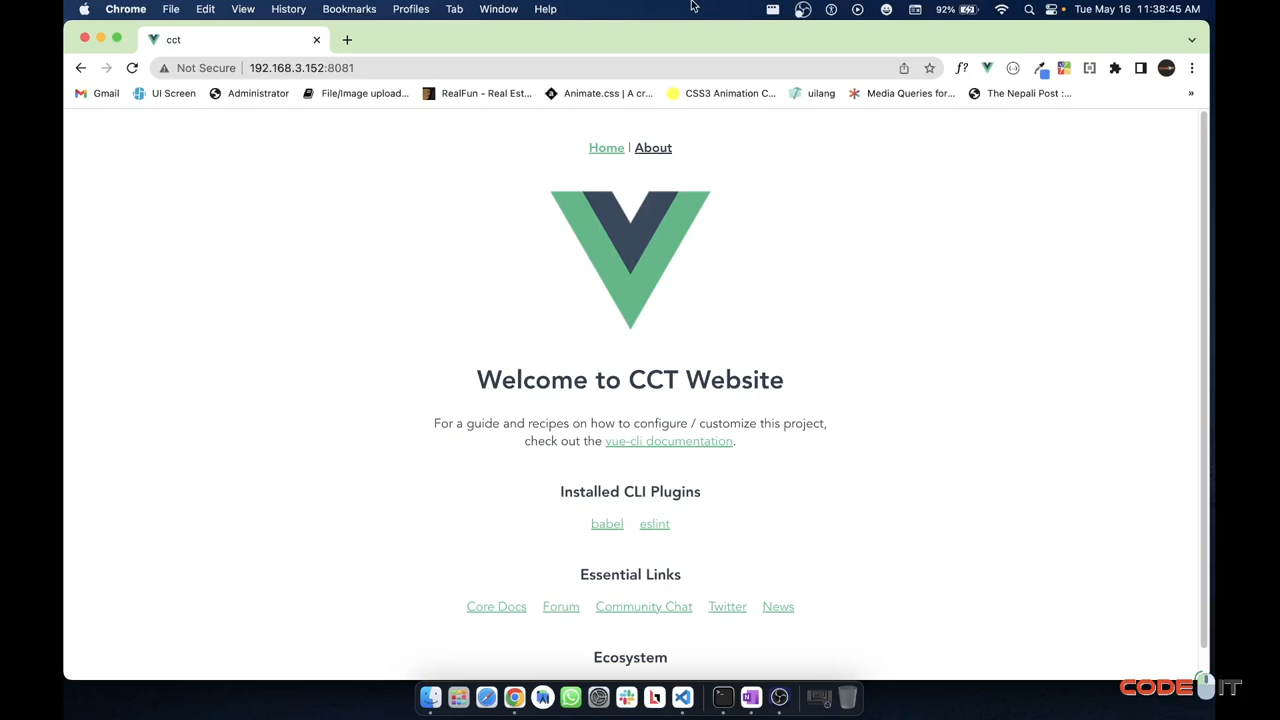 Chrome File Edit View History Bookmarks Profiles Tab Window Help 92% Tue May 16 11:38:45 AM
cct
Not Secure 192.168.3.152:8081 f?
Gmail UI Screen Administrator File/Image upload... RealFun - Real Est... Animate.css | A cr... CSS3 Animation C... uilang Media Queries for... The Nepali Post :... »
Home | About
Welcome to CCT Website
For a guide and recipes on how to configure / customize this project,
check out the vue-cli documentation.
Installed CLI Plugins
babel eslint
Essential Links
Core Docs Forum Community Chat Twitter News
Ecosystem
CODE IT